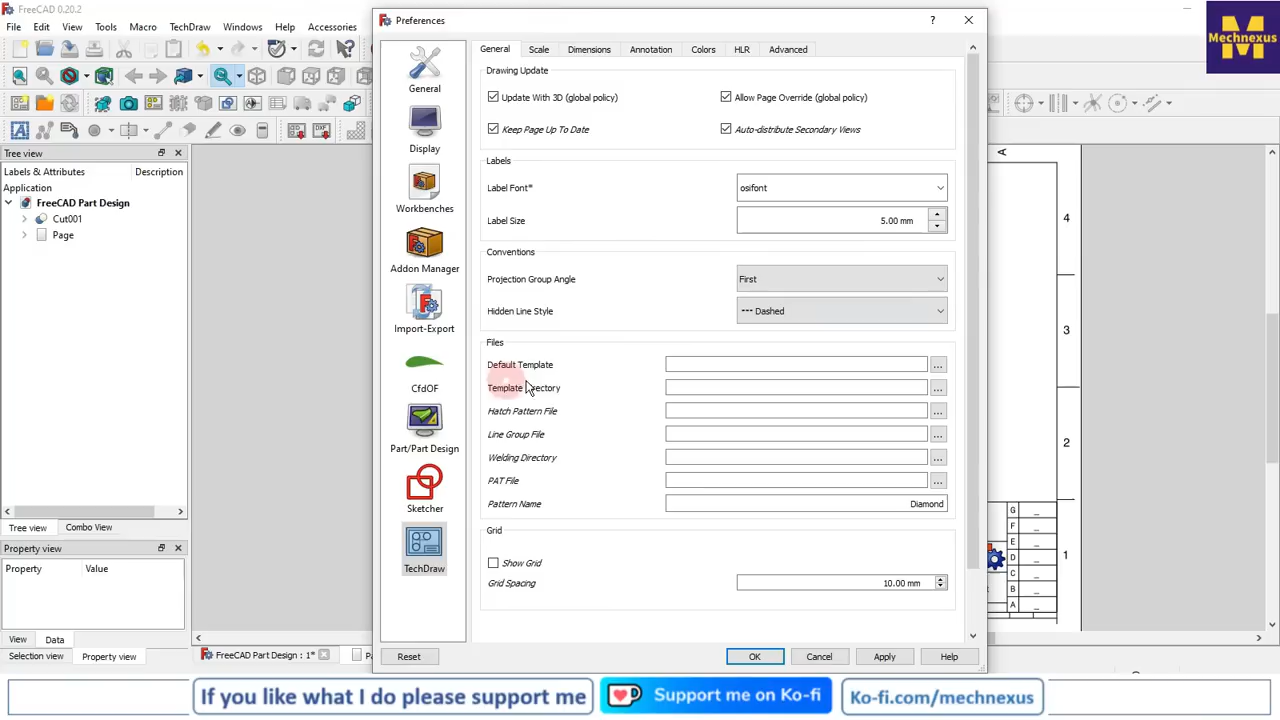 FreeCAD 0.20.2
File Edit View Tools Macro TechDraw Windows Help Accessories
Tree view
Labels & Attributes Description
Application
FreeCAD Part Design
Cut001
Page
Tree view Combo View
Property view
Property Value
View Data
Selection view Property view
FreeCAD Part Design : 1*
Preferences
?
General
Display
Workbenches
Addon Manager
Import-Export
CfdOF
Part/Part Design
Sketcher
TechDraw
General Scale Dimensions Annotation Colors HLR Advanced
Drawing Update
Update With 3D (global policy) Allow Page Override (global policy)
Keep Page Up To Date Auto-distribute Secondary Views
Labels
Label Font* osifont
Label Size 5.00 mm
Conventions
Projection Group Angle First
Hidden Line Style --- Dashed
Files
Default Template ...
Template Directory ...
Hatch Pattern File ...
Line Group File ...
Welding Directory ...
PAT File ...
Pattern Name Diamond
Grid
Show Grid
Grid Spacing 10.00 mm
Reset OK Cancel Apply Help
A
4
3
2
1
G _
F _
E _
D _
C _
B _
A _
Mechnexus
M
If you like what I do please support me
Support me on Ko-fi
Ko-fi.com/mechnexus